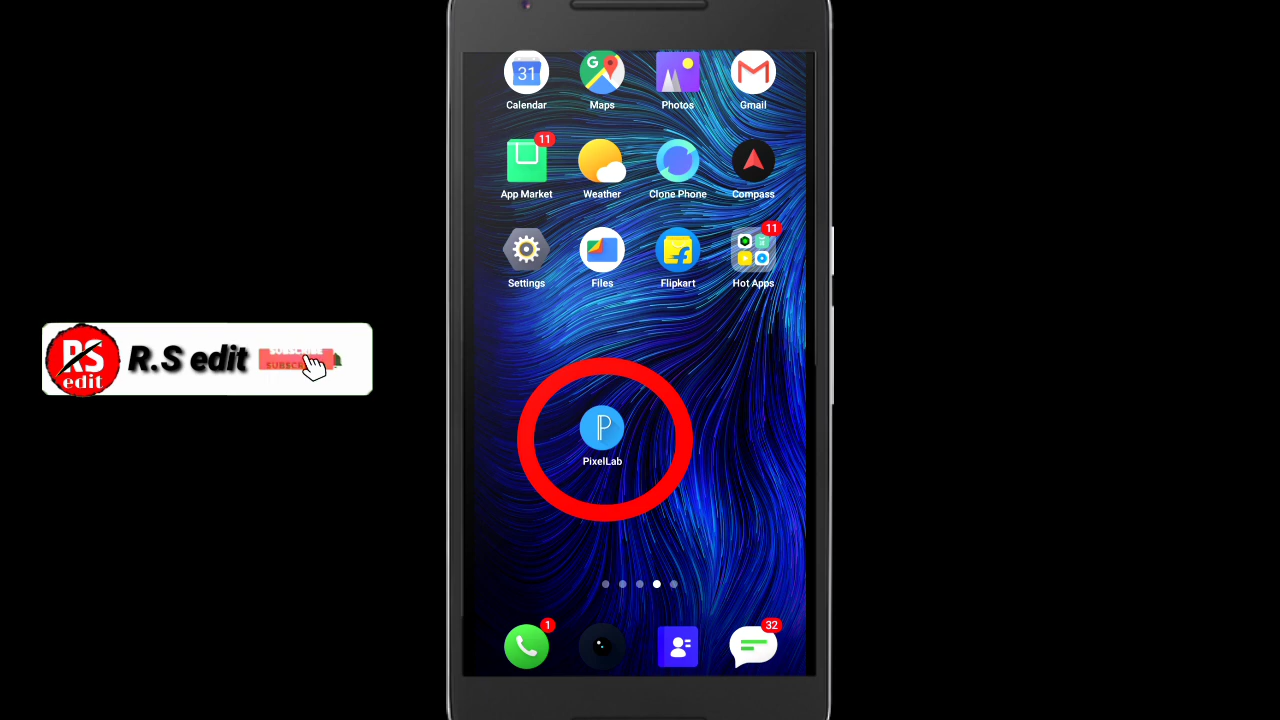 31
G
Calendar Maps Photos Gmail
11
App Market Weather Clone Phone Compass
11
Settings Files Flipkart Hot Apps
RS
edit
R.S edit
SUBSCRIBE
P
PixelLab
1
32